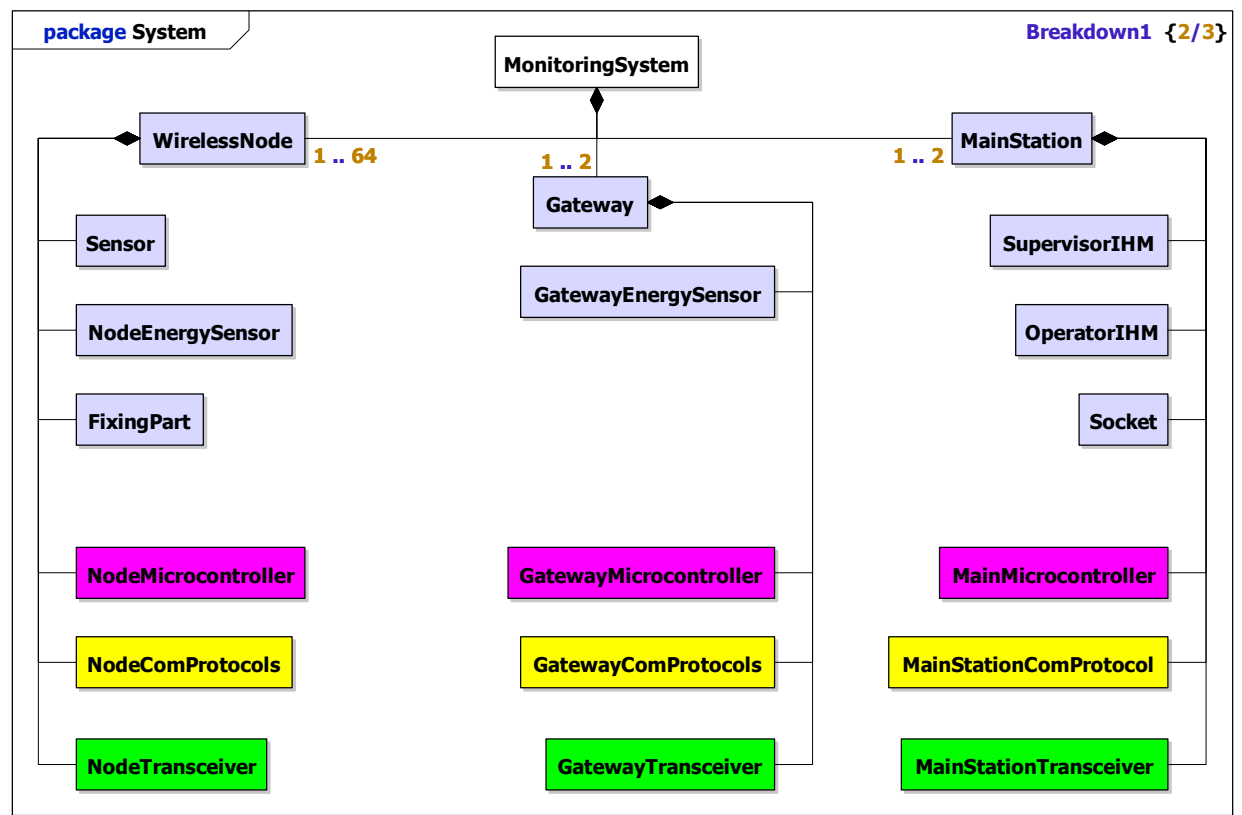 package System
Breakdown1 {2/3}
MonitoringSystem
WirelessNode
MainStation
1 .. 64
1 .. 2
1 .. 2
Gateway
Sensor
SupervisorIHM
GatewayEnergySensor
NodeEnergySensor
OperatorIHM
FixingPart
Socket
NodeMicrocontroller
GatewayMicrocontroller
MainMicrocontroller
NodeComProtocols
GatewayComProtocols
MainStationComProtocol
NodeTransceiver
GatewayTransceiver
MainStationTransceiver